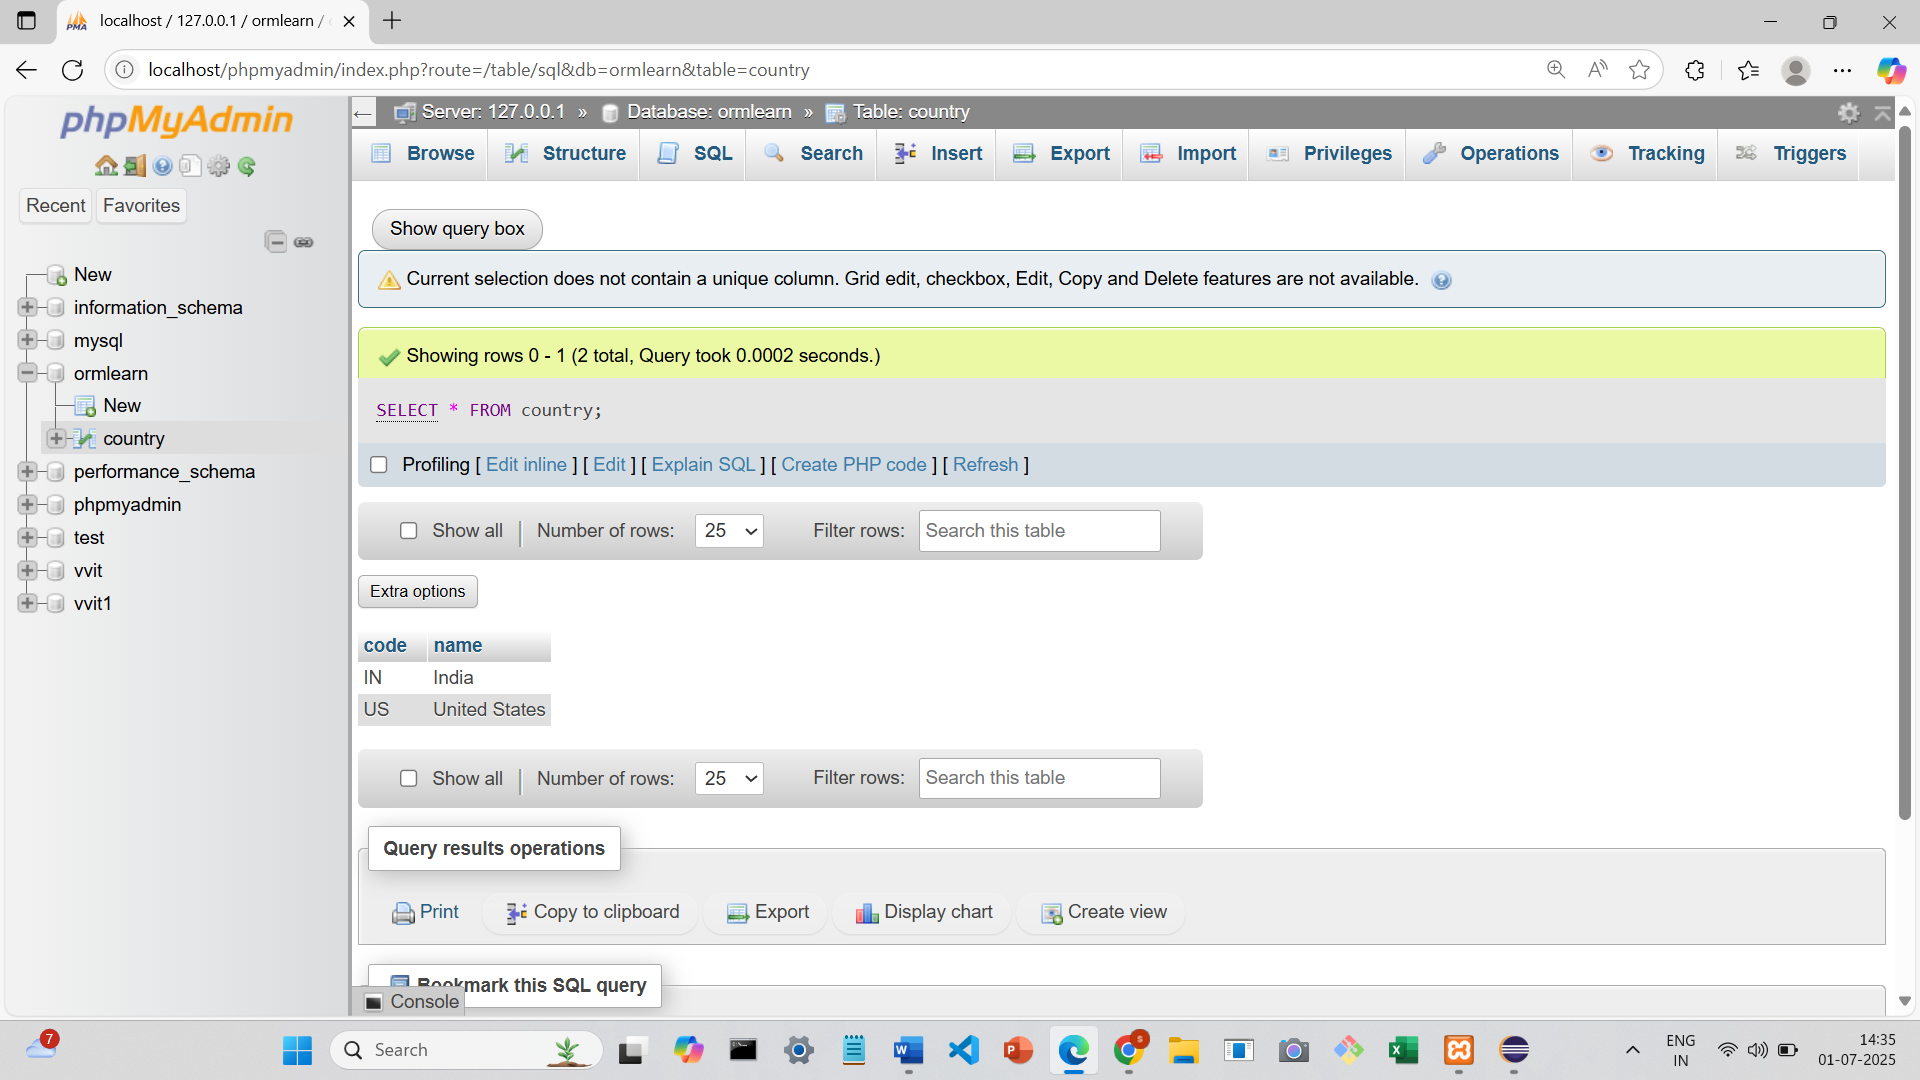 localhost / 127.0.0.1 / ormlearn /
localhost/phpmyadmin/index.php?route=/table/sql&db=ormlearn&table=country
phpMyAdmin
Recent Favorites
New
information_schema
mysql
ormlearn
New
country
performance_schema
phpmyadmin
test
vvit
vvit1
Server: 127.0.0.1 » Database: ormlearn » Table: country
Browse Structure SQL Search Insert Export Import Privileges Operations Tracking Triggers
Show query box
Current selection does not contain a unique column. Grid edit, checkbox, Edit, Copy and Delete features are not available.
Showing rows 0 - 1 (2 total, Query took 0.0002 seconds.)
SELECT * FROM country;
Profiling [ Edit inline ] [ Edit ] [ Explain SQL ] [ Create PHP code ] [ Refresh ]
Show all | Number of rows: 25 Filter rows: Search this table
Extra options
code name
IN India
US United States
Show all | Number of rows: 25 Filter rows: Search this table
Query results operations
Print Copy to clipboard Export Display chart Create view
Bookmark this SQL query
Console
7
Search
S
ENG
IN
14:35
01-07-2025